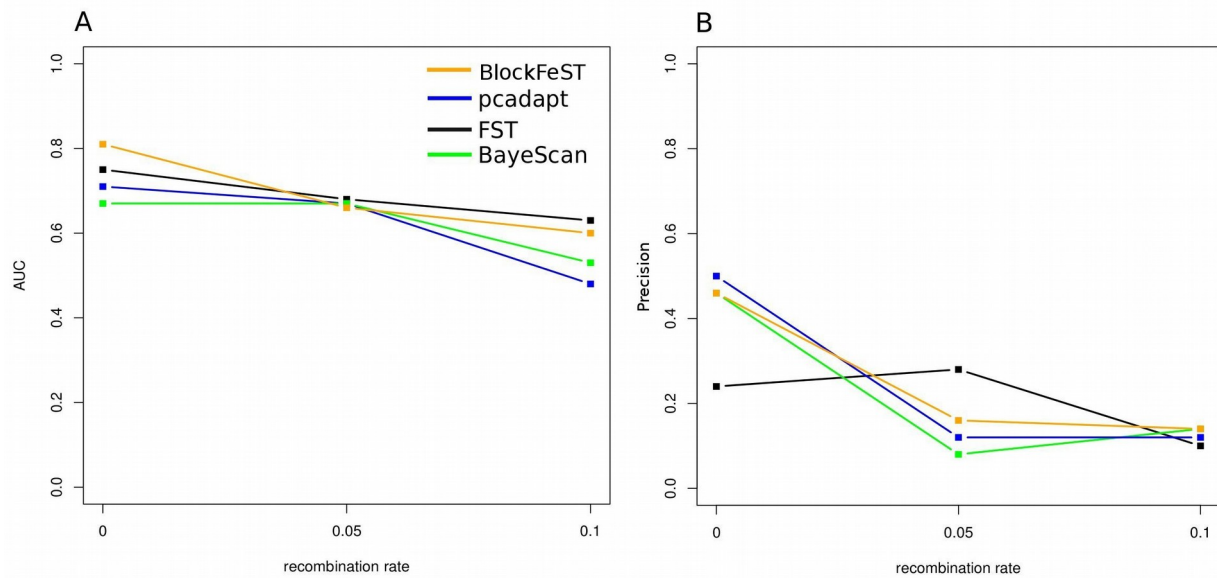 A
1.0
0.8
0.6
0.4
0.2
0.0
AUC
BlockFeST
pcadapt
FST
BayeScan
0 0.05 0.1
recombination rate
B
1.0
0.8
0.6
0.4
0.2
0.0
Precision
0 0.05 0.1
recombination rate